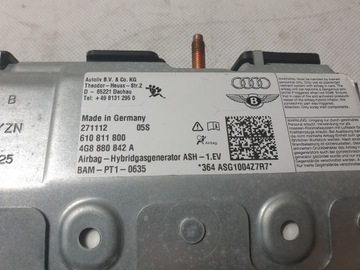 Autoliv B.V. & Co. KG
Theodor - Heuss - Str.2
D - 85221 Dachau
Tel: +49 8131 295 0
B
B
Made in Germany
271112 05S
YZN
610 811 800
4G8 880 842 A
25
Airbag - Hybridgasgenerator ASH - 1.EV
BAM - PT1 - 0635
*364 ASG1004Z7R7*